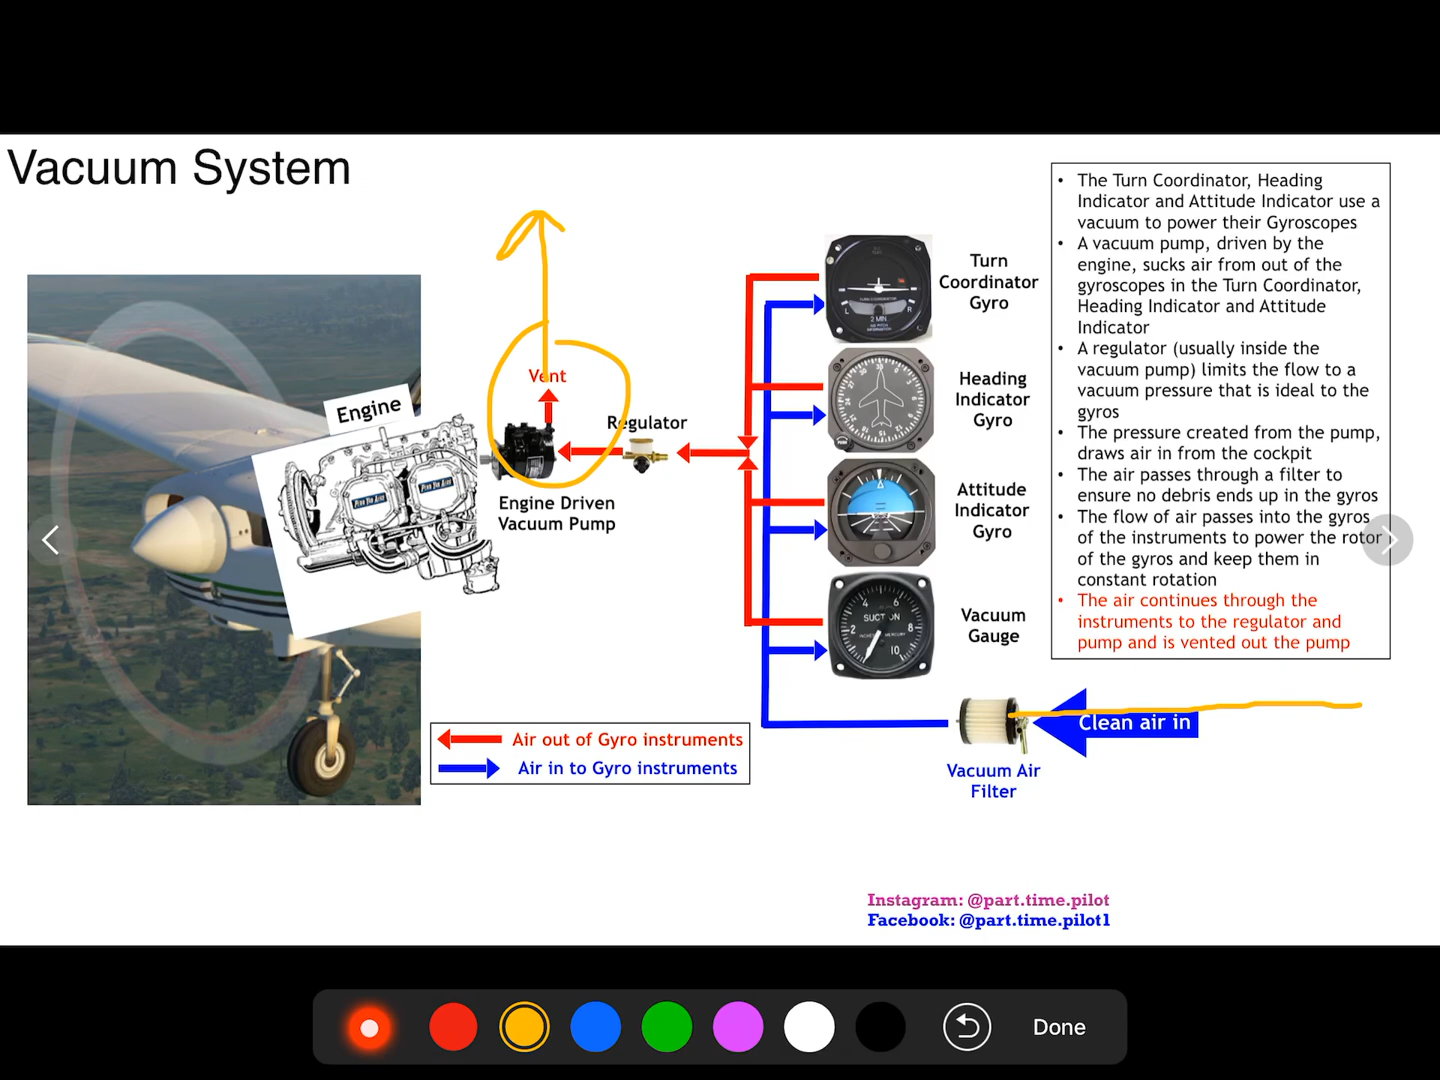 Vacuum System
Engine
Vent
Regulator
Engine Driven
Vacuum Pump
Turn
Coordinator
Gyro
Heading
Indicator
Gyro
Attitude
Indicator
Gyro
Vacuum
Gauge
SUCTION
2
4
6
8
10
L
R
2 MIN
• The Turn Coordinator, Heading
Indicator and Attitude Indicator use a
vacuum to power their Gyroscopes
• A vacuum pump, driven by the
engine, sucks air from out of the
gyroscopes in the Turn Coordinator,
Heading Indicator and Attitude
Indicator
• A regulator (usually inside the
vacuum pump) limits the flow to a
vacuum pressure that is ideal to the
gyros
• The pressure created from the pump,
draws air in from the cockpit
• The air passes through a filter to
ensure no debris ends up in the gyros
• The flow of air passes into the gyros
of the instruments to power the rotor
of the gyros and keep them in
constant rotation
• The air continues through the
instruments to the regulator and
pump and is vented out the pump
Air out of Gyro instruments
Air in to Gyro instruments
Clean air in
Vacuum Air
Filter
Instagram: @part.time.pilot
Facebook: @part.time.pilot1
Done